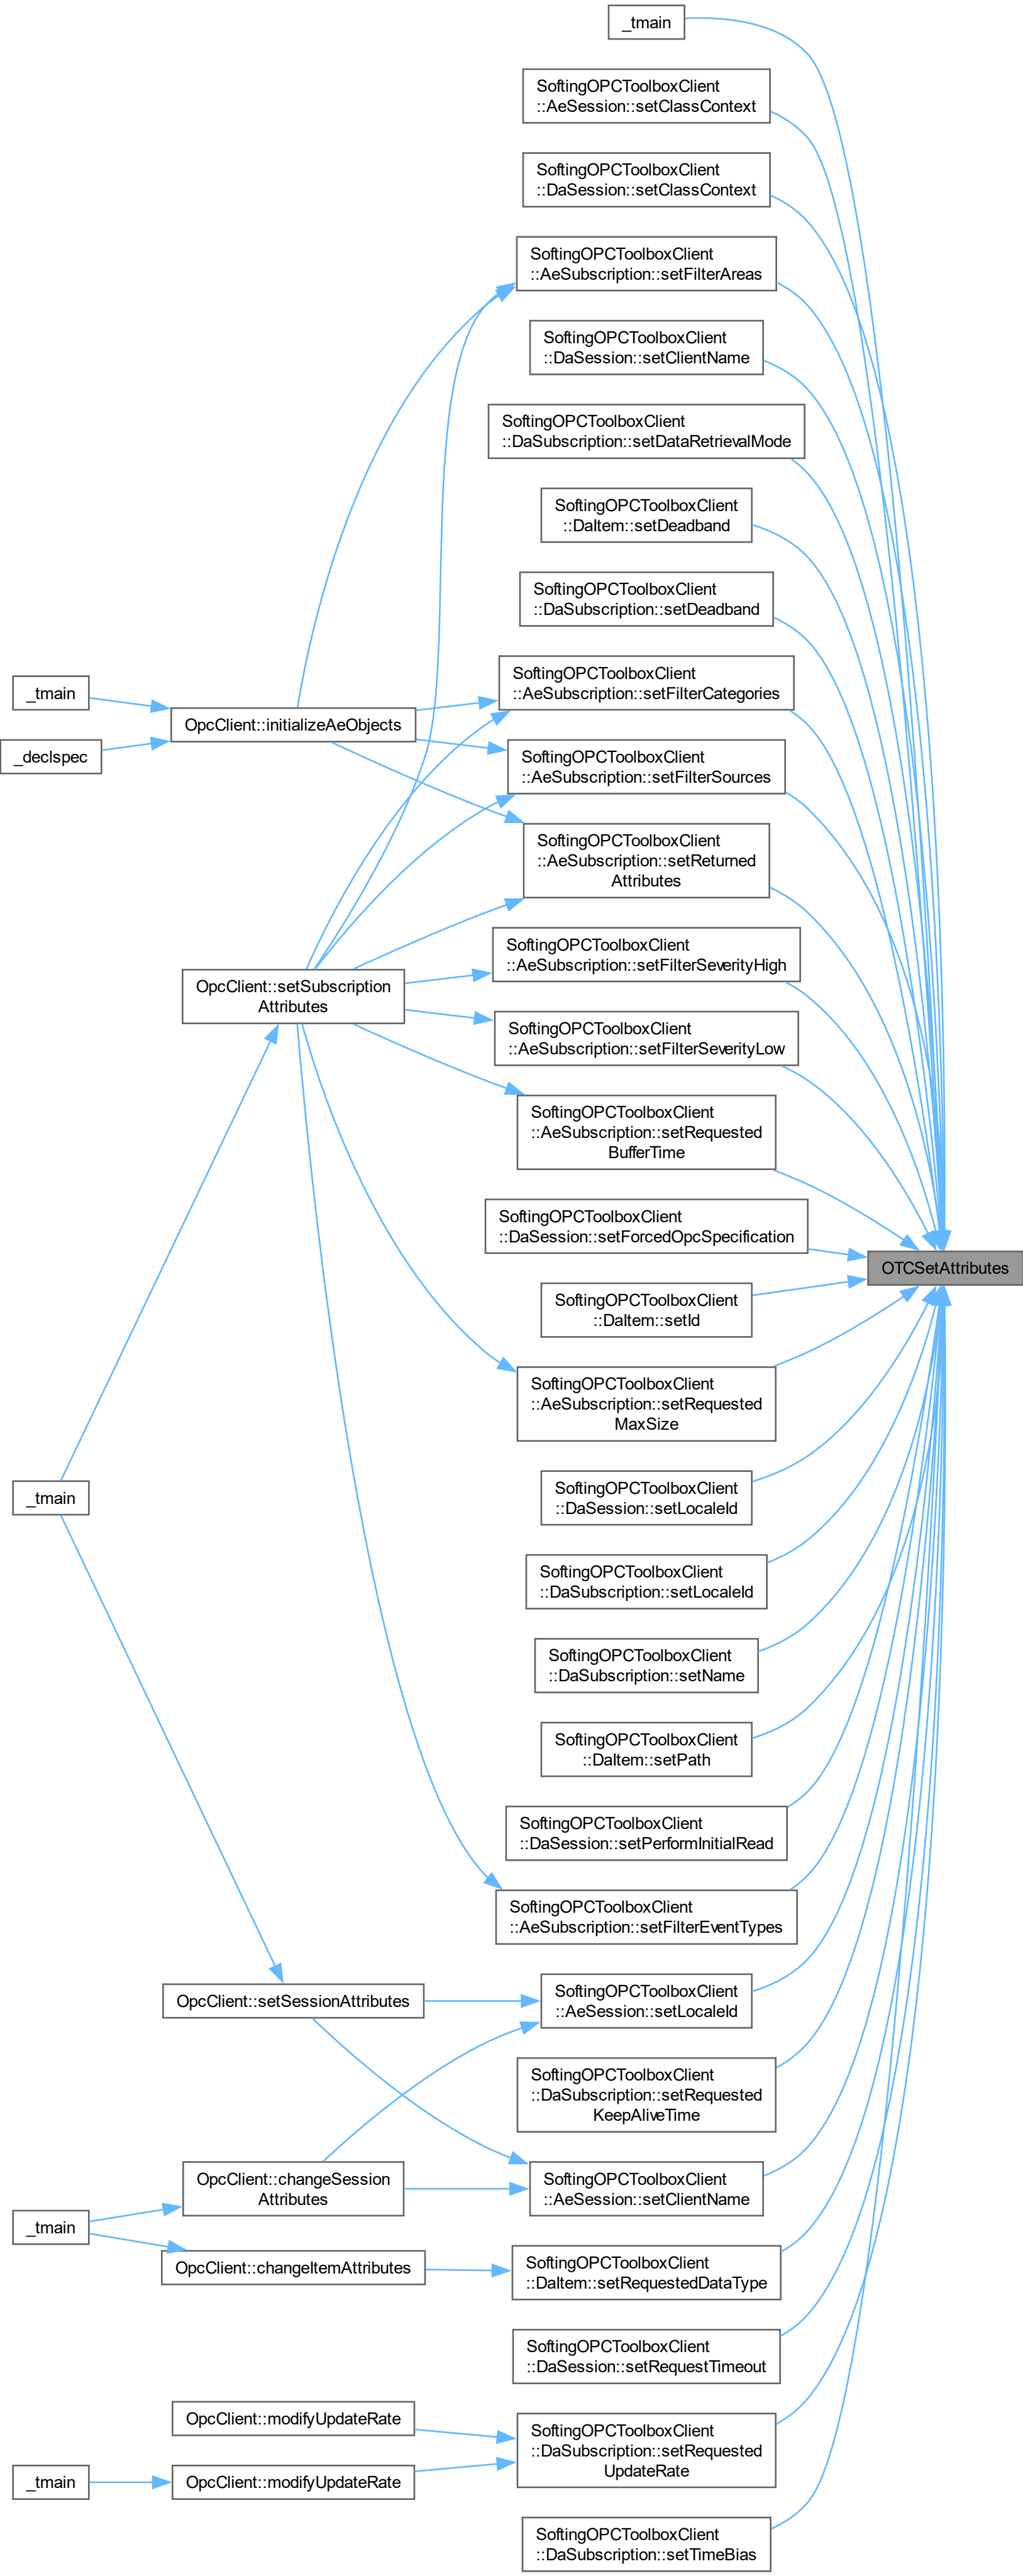 _tmain
SoftingOPCToolboxClient
::AeSession::setClassContext
SoftingOPCToolboxClient
::DaSession::setClassContext
SoftingOPCToolboxClient
::AeSubscription::setFilterAreas
SoftingOPCToolboxClient
::DaSession::setClientName
SoftingOPCToolboxClient
::DaSubscription::setDataRetrievalMode
SoftingOPCToolboxClient
::DaItem::setDeadband
SoftingOPCToolboxClient
::DaSubscription::setDeadband
SoftingOPCToolboxClient
::AeSubscription::setFilterCategories
_tmain
OpcClient::initializeAeObjects
_declspec
SoftingOPCToolboxClient
::AeSubscription::setFilterSources
SoftingOPCToolboxClient
::AeSubscription::setReturned
Attributes
SoftingOPCToolboxClient
::AeSubscription::setFilterSeverityHigh
OpcClient::setSubscription
Attributes
SoftingOPCToolboxClient
::AeSubscription::setFilterSeverityLow
SoftingOPCToolboxClient
::AeSubscription::setRequested
BufferTime
SoftingOPCToolboxClient
::DaSession::setForcedOpcSpecification
OTCSetAttributes
SoftingOPCToolboxClient
::DaItem::setId
SoftingOPCToolboxClient
::AeSubscription::setRequested
MaxSize
_tmain
SoftingOPCToolboxClient
::DaSession::setLocaleId
SoftingOPCToolboxClient
::DaSubscription::setLocaleId
SoftingOPCToolboxClient
::DaSubscription::setName
SoftingOPCToolboxClient
::DaItem::setPath
SoftingOPCToolboxClient
::DaSession::setPerformInitialRead
SoftingOPCToolboxClient
::AeSubscription::setFilterEventTypes
OpcClient::setSessionAttributes
SoftingOPCToolboxClient
::AeSession::setLocaleId
SoftingOPCToolboxClient
::DaSubscription::setRequested
KeepAliveTime
OpcClient::changeSession
Attributes
SoftingOPCToolboxClient
::AeSession::setClientName
_tmain
OpcClient::changeItemAttributes
SoftingOPCToolboxClient
::DaItem::setRequestedDataType
SoftingOPCToolboxClient
::DaSession::setRequestTimeout
OpcClient::modifyUpdateRate
SoftingOPCToolboxClient
::DaSubscription::setRequested
UpdateRate
_tmain
OpcClient::modifyUpdateRate
SoftingOPCToolboxClient
::DaSubscription::setTimeBias